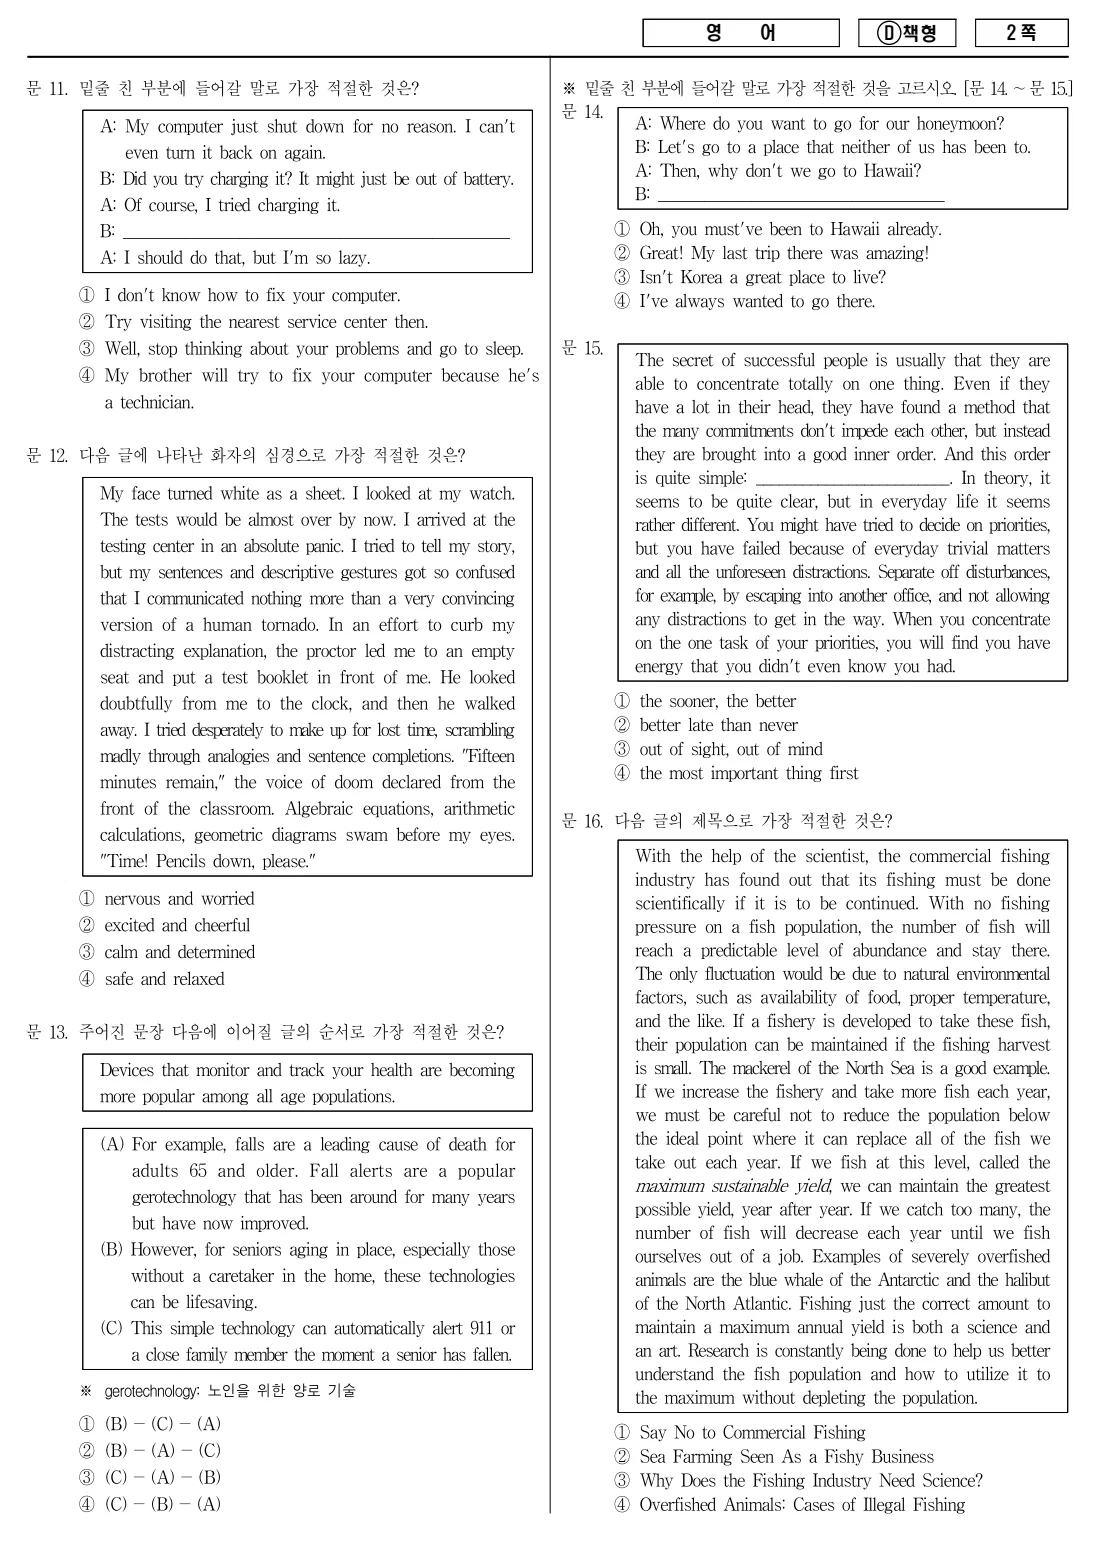 영 어
Ⓓ책형
2 쪽
문 11. 밑줄 친 부분에 들어갈 말로 가장 적절한 것은?
A: My computer just shut down for no reason. I can't
even turn it back on again.
B: Did you try charging it? It might just be out of battery.
A: Of course, I tried charging it.
B: ____________________
A: I should do that, but I'm so lazy.
① I don't know how to fix your computer.
② Try visiting the nearest service center then.
③ Well, stop thinking about your problems and go to sleep.
④ My brother will try to fix your computer because he's
a technician.
문 12. 다음 글에 나타난 화자의 심경으로 가장 적절한 것은?
My face turned white as a sheet. I looked at my watch.
The tests would be almost over by now. I arrived at the
testing center in an absolute panic. I tried to tell my story,
but my sentences and descriptive gestures got so confused
that I communicated nothing more than a very convincing
version of a human tornado. In an effort to curb my
distracting explanation, the proctor led me to an empty
seat and put a test booklet in front of me. He looked
doubtfully from me to the clock, and then he walked
away. I tried desperately to make up for lost time, scrambling
madly through analogies and sentence completions. "Fifteen
minutes remain," the voice of doom declared from the
front of the classroom. Algebraic equations, arithmetic
calculations, geometric diagrams swam before my eyes.
"Time! Pencils down, please."
① nervous and worried
② excited and cheerful
③ calm and determined
④ safe and relaxed
문 13. 주어진 문장 다음에 이어질 글의 순서로 가장 적절한 것은?
Devices that monitor and track your health are becoming
more popular among all age populations.
(A) For example, falls are a leading cause of death for
adults 65 and older. Fall alerts are a popular
gerotechnology that has been around for many years
but have now improved.
(B) However, for seniors aging in place, especially those
without a caretaker in the home, these technologies
can be lifesaving.
(C) This simple technology can automatically alert 911 or
a close family member the moment a senior has fallen.
※ gerotechnology: 노인을 위한 양로 기술
① (B) - (C) - (A)
② (B) - (A) - (C)
③ (C) - (A) - (B)
④ (C) - (B) - (A)
※ 밑줄 친 부분에 들어갈 말로 가장 적절한 것을 고르시오. [문 14. ~ 문 15.]
문 14.
A: Where do you want to go for our honeymoon?
B: Let's go to a place that neither of us has been to.
A: Then, why don't we go to Hawaii?
B: ____________________
① Oh, you must've been to Hawaii already.
② Great! My last trip there was amazing!
③ Isn't Korea a great place to live?
④ I've always wanted to go there.
문 15.
The secret of successful people is usually that they are
able to concentrate totally on one thing. Even if they
have a lot in their head, they have found a method that
the many commitments don't impede each other, but instead
they are brought into a good inner order. And this order
is quite simple: ____________________. In theory, it
seems to be quite clear, but in everyday life it seems
rather different. You might have tried to decide on priorities,
but you have failed because of everyday trivial matters
and all the unforeseen distractions. Separate off disturbances,
for example, by escaping into another office, and not allowing
any distractions to get in the way. When you concentrate
on the one task of your priorities, you will find you have
energy that you didn't even know you had.
① the sooner, the better
② better late than never
③ out of sight, out of mind
④ the most important thing first
문 16. 다음 글의 제목으로 가장 적절한 것은?
With the help of the scientist, the commercial fishing
industry has found out that its fishing must be done
scientifically if it is to be continued. With no fishing
pressure on a fish population, the number of fish will
reach a predictable level of abundance and stay there.
The only fluctuation would be due to natural environmental
factors, such as availability of food, proper temperature,
and the like. If a fishery is developed to take these fish,
their population can be maintained if the fishing harvest
is small. The mackerel of the North Sea is a good example.
If we increase the fishery and take more fish each year,
we must be careful not to reduce the population below
the ideal point where it can replace all of the fish we
take out each year. If we fish at this level, called the
maximum sustainable yield, we can maintain the greatest
possible yield, year after year. If we catch too many, the
number of fish will decrease each year until we fish
ourselves out of a job. Examples of severely overfished
animals are the blue whale of the Antarctic and the halibut
of the North Atlantic. Fishing just the correct amount to
maintain a maximum annual yield is both a science and
an art. Research is constantly being done to help us better
understand the fish population and how to utilize it to
the maximum without depleting the population.
① Say No to Commercial Fishing
② Sea Farming Seen As a Fishy Business
③ Why Does the Fishing Industry Need Science?
④ Overfished Animals: Cases of Illegal Fishing